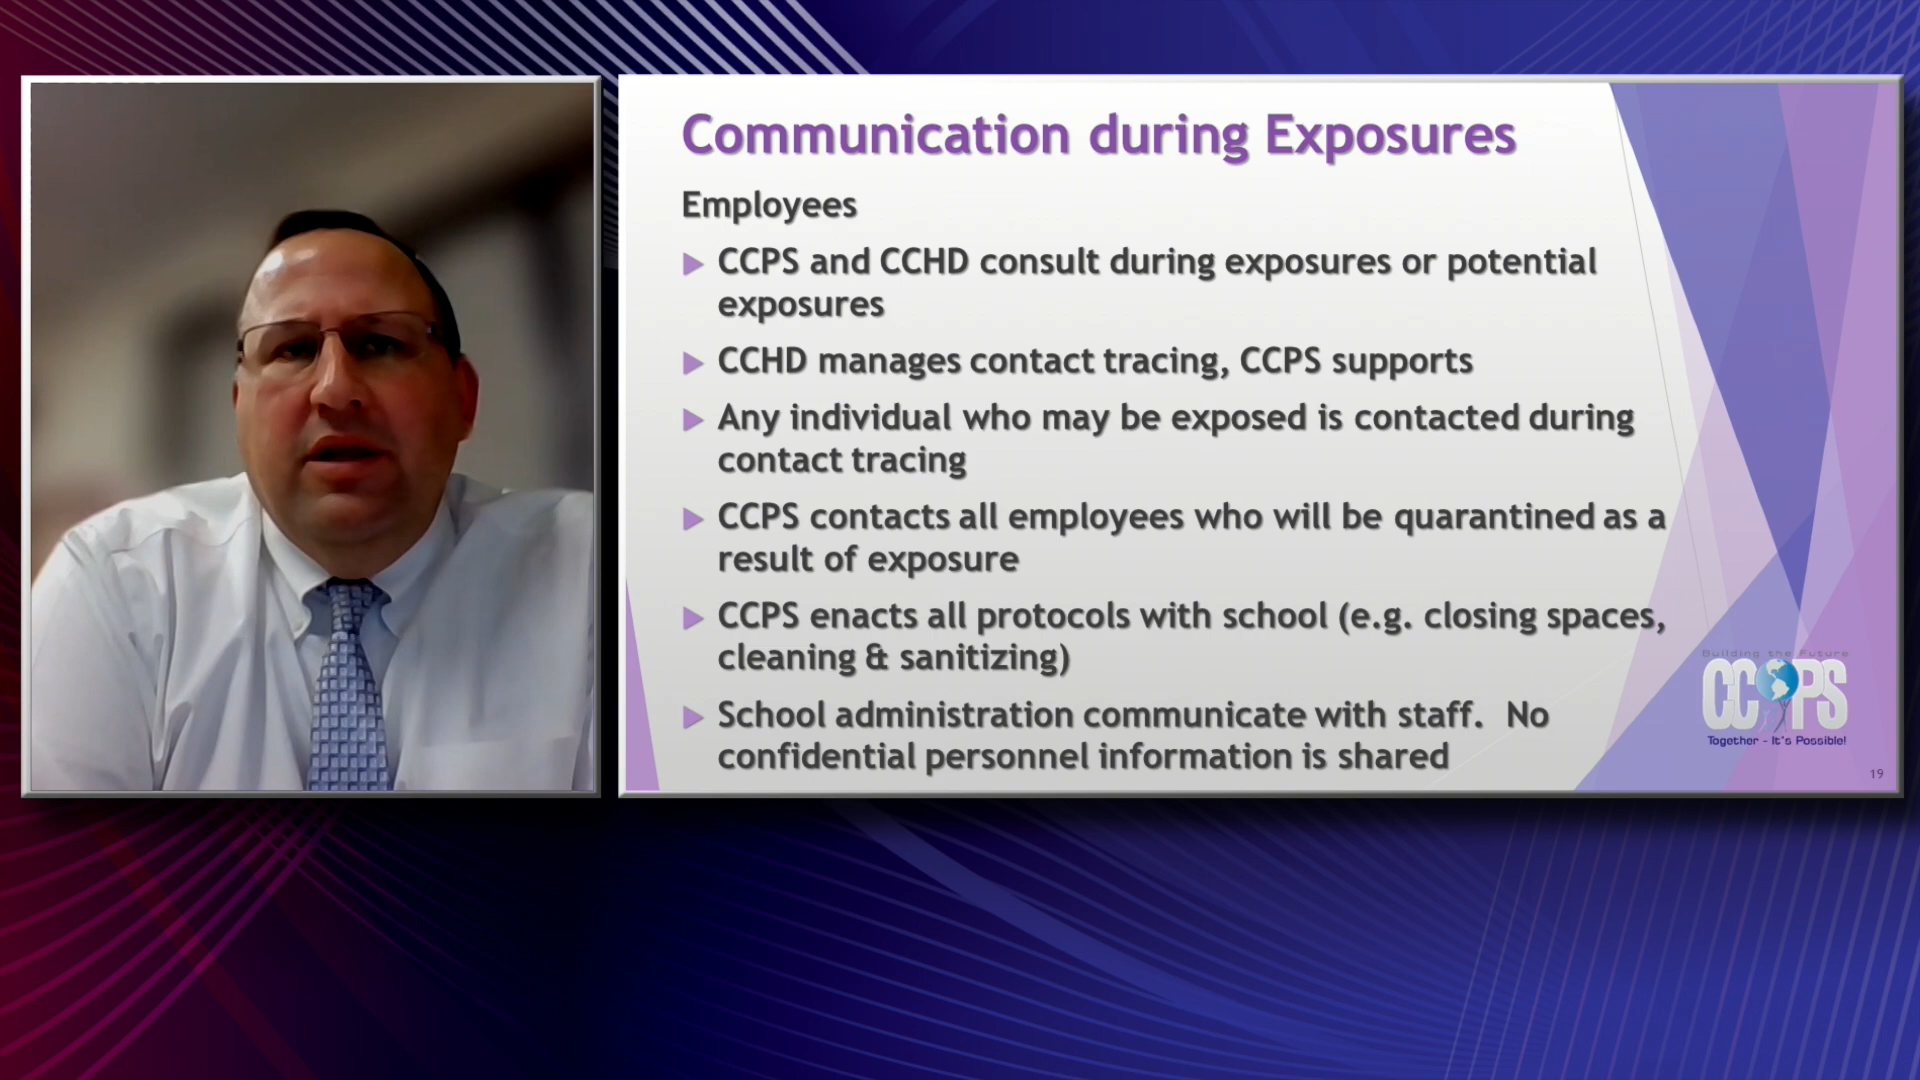 Communication during Exposures
Employees
CCPS and CCHD consult during exposures or potential
exposures
CCHD manages contact tracing, CCPS supports
Any individual who may be exposed is contacted during
contact tracing
CCPS contacts all employees who will be quarantined as a
result of exposure
CCPS enacts all protocols with school (e.g. closing spaces,
cleaning & sanitizing)
School administration communicate with staff.  No
confidential personnel information is shared
Building the Future
CCPS
Together - It's Possible!
19